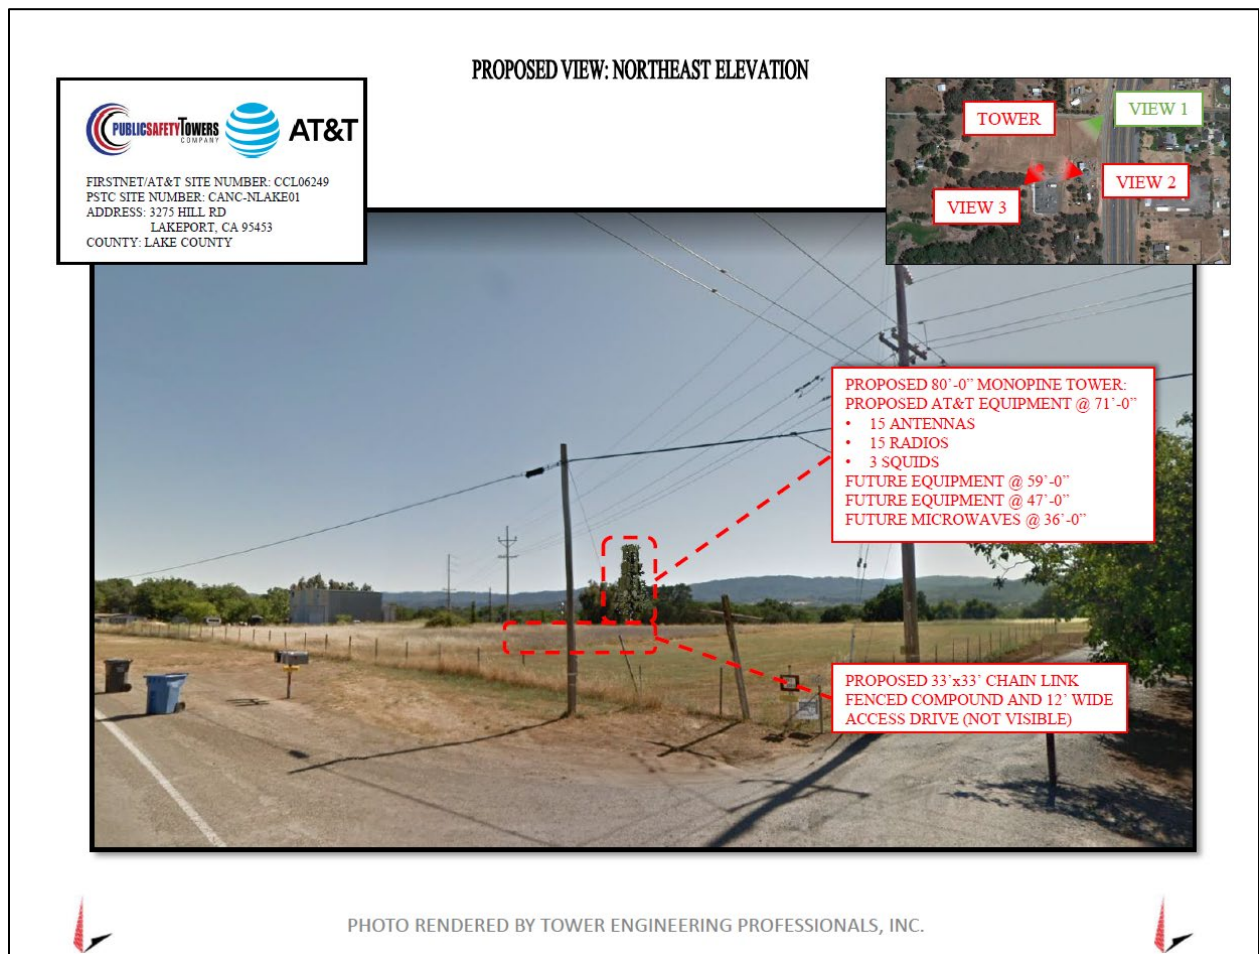 PROPOSED VIEW: NORTHEAST ELEVATION
PUBLICSAFETYTOWERS
COMPANY
AT&T
FIRSTNET/AT&T SITE NUMBER: CCL06249
PSTC SITE NUMBER: CANC-NLAKE01
ADDRESS: 3275 HILL RD
LAKEPORT, CA 95453
COUNTY: LAKE COUNTY
TOWER
VIEW 1
VIEW 2
VIEW 3
PROPOSED 80’-0” MONOPINE TOWER:
PROPOSED AT&T EQUIPMENT @ 71’-0”
• 15 ANTENNAS
• 15 RADIOS
• 3 SQUIDS
FUTURE EQUIPMENT @ 59’-0”
FUTURE EQUIPMENT @ 47’-0”
FUTURE MICROWAVES @ 36’-0”
PROPOSED 33’x33’ CHAIN LINK
FENCED COMPOUND AND 12’ WIDE
ACCESS DRIVE (NOT VISIBLE)
PHOTO RENDERED BY TOWER ENGINEERING PROFESSIONALS, INC.